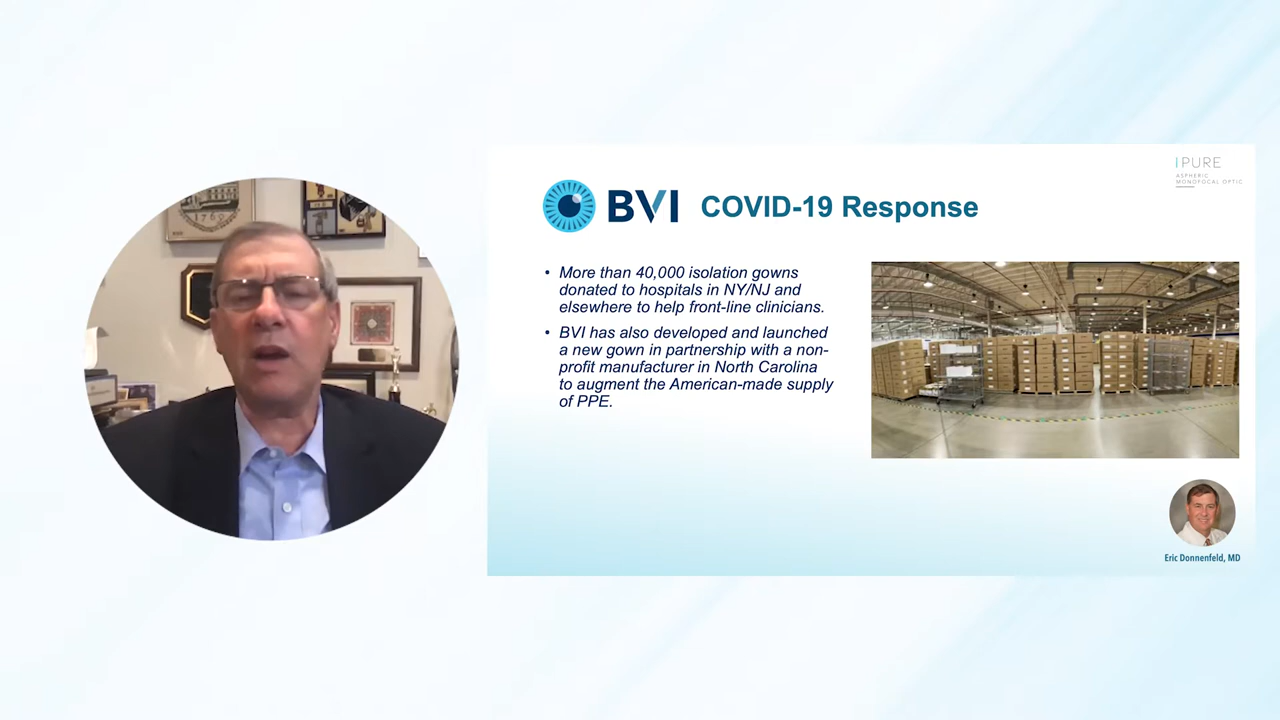 1760
IPURE
ASPHERIC
MONOFOCAL OPTIC
BVI COVID-19 Response
• More than 40,000 isolation gowns
donated to hospitals in NY/NJ and
elsewhere to help front-line clinicians.
• BVI has also developed and launched
a new gown in partnership with a non-
profit manufacturer in North Carolina
to augment the American-made supply
of PPE.
Eric Donnenfeld, MD